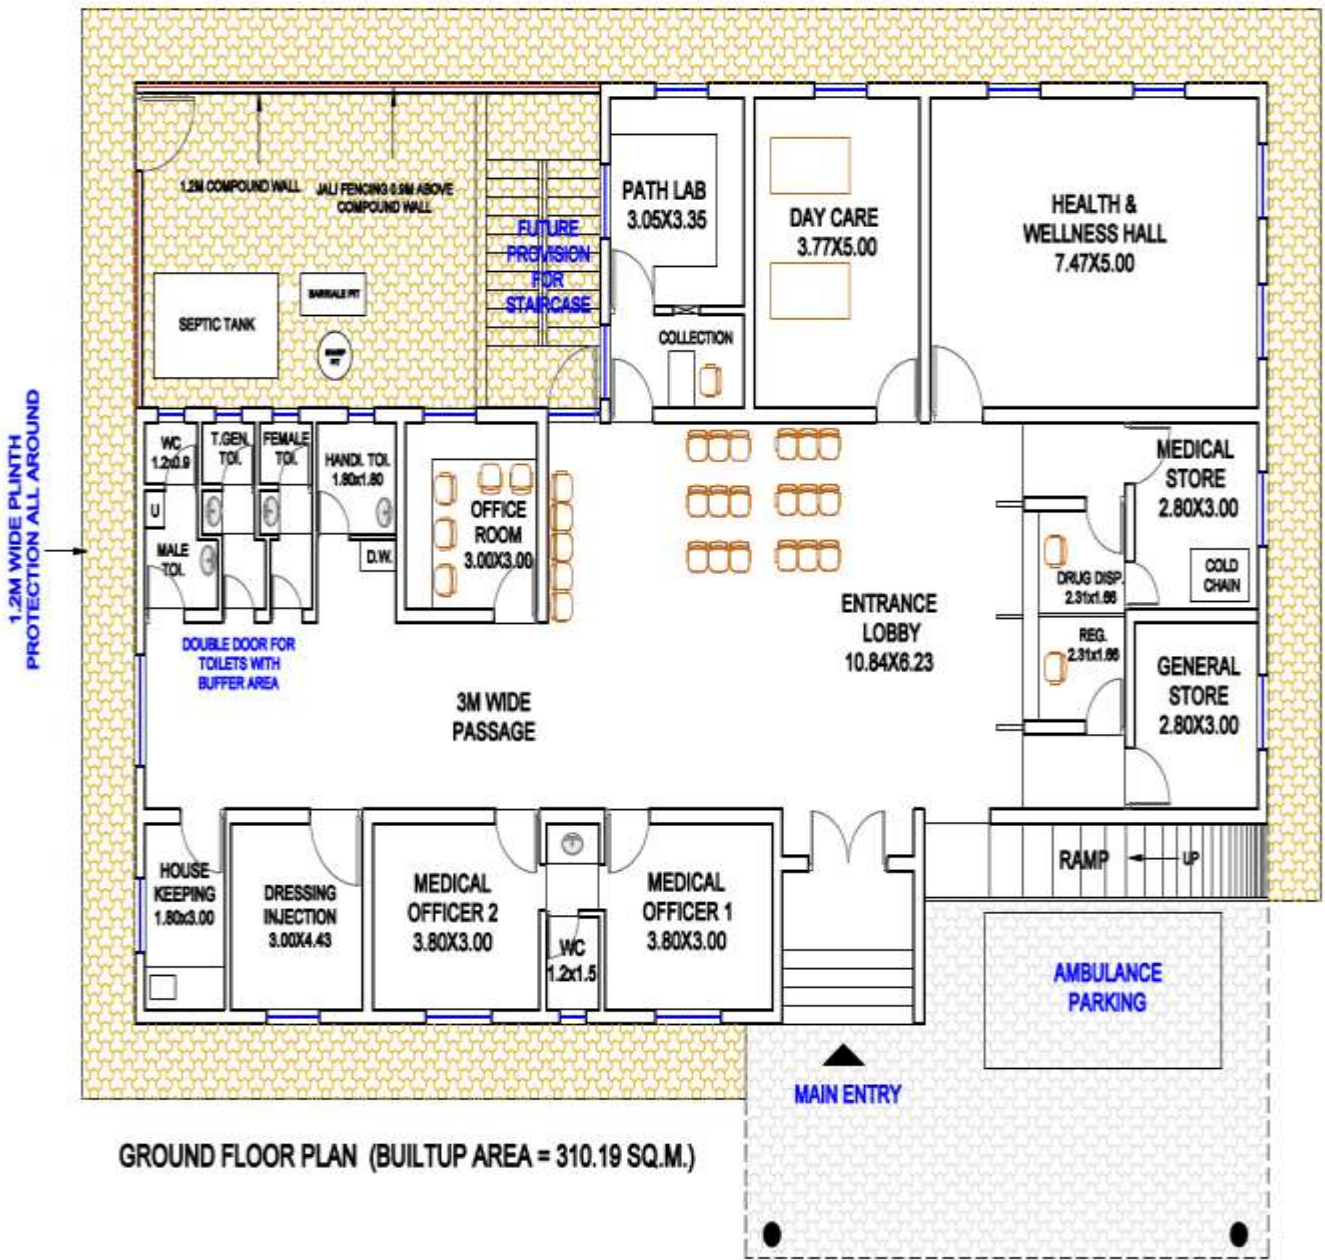 1.2M WIDE PLINTH
PROTECTION ALL AROUND
1.2M COMPOUND WALL
JALI FENCING 0.9M ABOVE
COMPOUND WALL
SEPTIC TANK
PIT
PIT
FUTURE
PROVISION
FOR
STAIRCASE
PATH LAB
3.05X3.35
COLLECTION
DAY CARE
3.77X5.00
HEALTH &
WELLNESS HALL
7.47X5.00
WC
1.2x0.9
T.GEN.
TOI.
FEMALE
TOI.
HANDI. TOI.
1.80x1.80
U
MALE
TOI.
D.W.
OFFICE
ROOM
3.00X3.00
MEDICAL
STORE
2.80X3.00
COLD
CHAIN
DRUG DISP.
2.31x1.66
REG.
2.31x1.66
ENTRANCE
LOBBY
10.84X6.23
GENERAL
STORE
2.80X3.00
DOUBLE DOOR FOR
TOILETS WITH
BUFFER AREA
3M WIDE
PASSAGE
HOUSE
KEEPING
1.80x3.00
DRESSING
INJECTION
3.00X4.43
MEDICAL
OFFICER 2
3.80X3.00
WC
1.2x1.5
MEDICAL
OFFICER 1
3.80X3.00
RAMP
UP
AMBULANCE
PARKING
MAIN ENTRY
GROUND FLOOR PLAN (BUILTUP AREA = 310.19 SQ.M.)